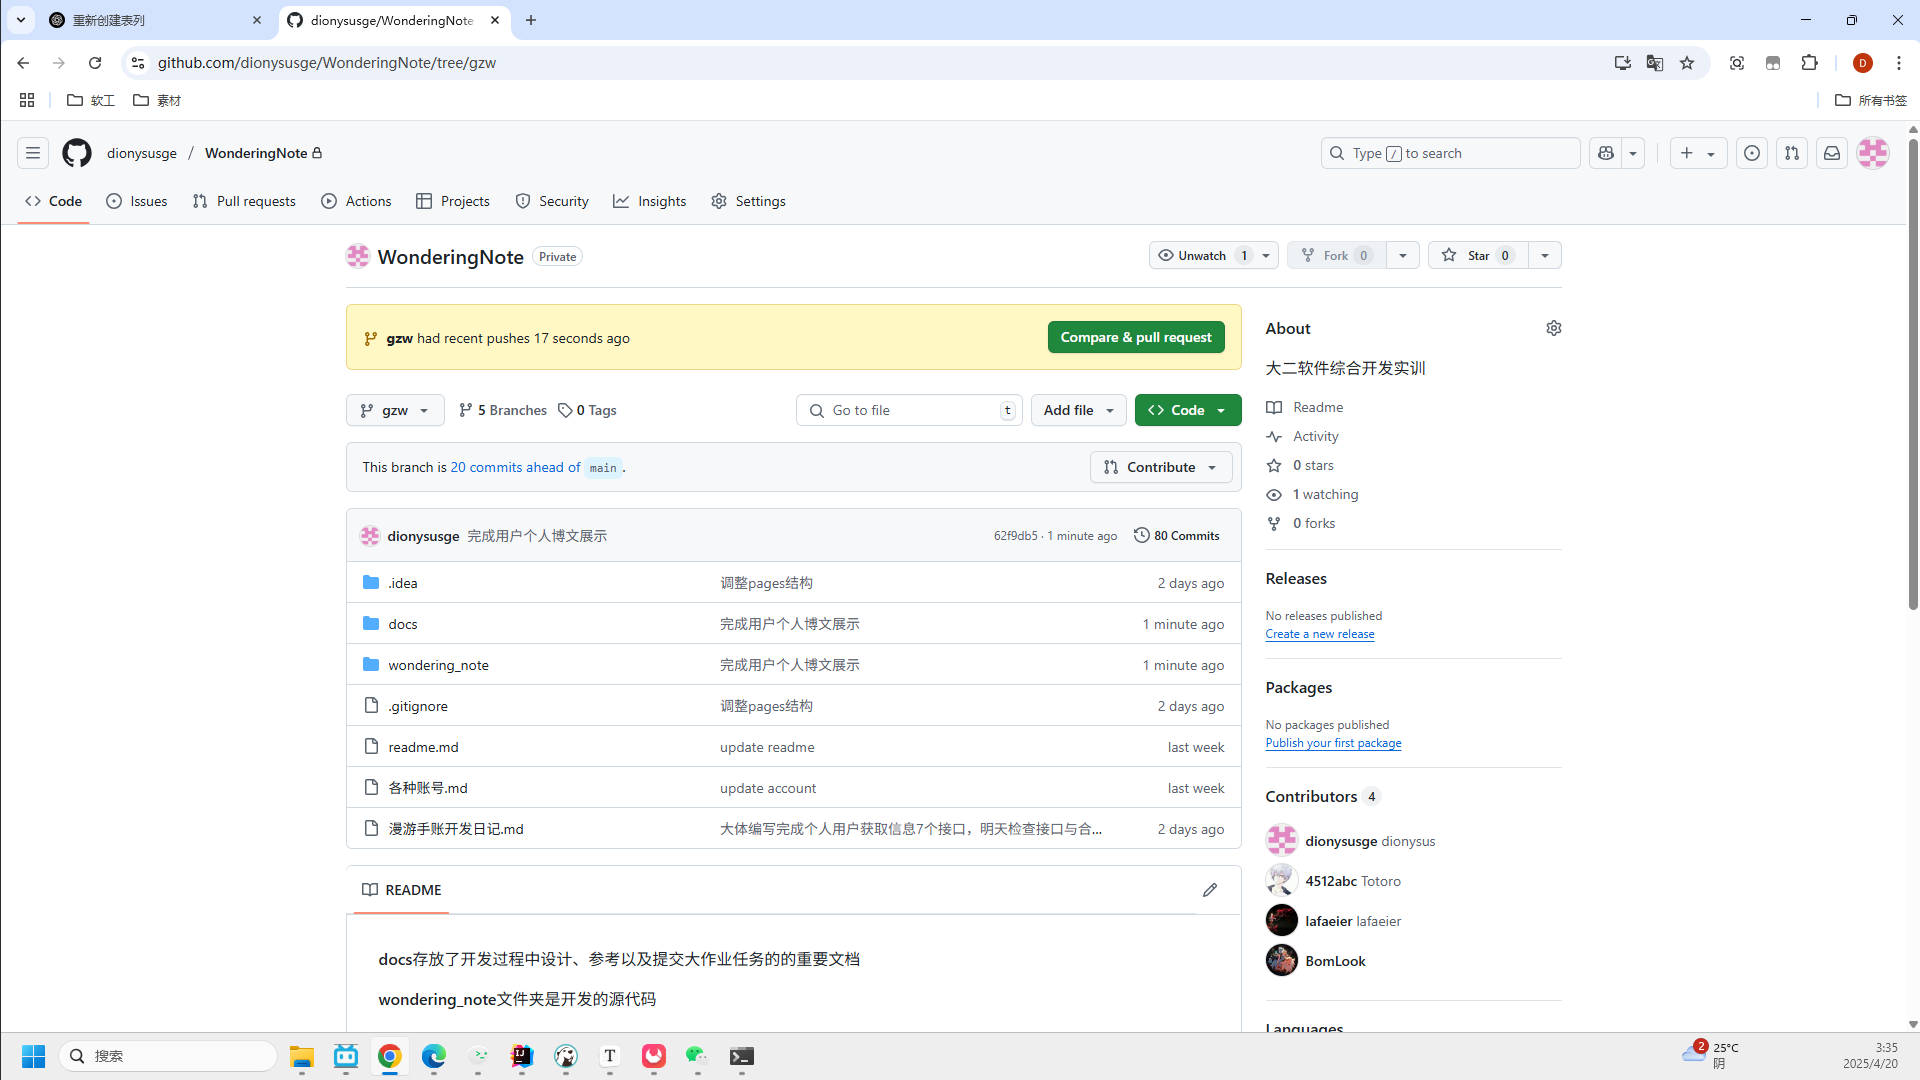 重新创建表列
dionysusge/WonderingNote
github.com/dionysusge/WonderingNote/tree/gzw
D
软工
素材
所有书签
dionysusge / WonderingNote
Type / to search
Code
Issues
Pull requests
Actions
Projects
Security
Insights
Settings
WonderingNote Private
Unwatch 1
Fork 0
Star 0
gzw had recent pushes 17 seconds ago
Compare & pull request
gzw
5 Branches
0 Tags
Go to file t
Add file
Code
This branch is 20 commits ahead of main .
Contribute
dionysusge 完成用户个人博文展示 62f9db5 · 1 minute ago 80 Commits
.idea 调整pages结构 2 days ago
docs 完成用户个人博文展示 1 minute ago
wondering_note 完成用户个人博文展示 1 minute ago
.gitignore 调整pages结构 2 days ago
readme.md update readme last week
各种账号.md update account last week
漫游手账开发日记.md 大体编写完成个人用户获取信息7个接口，明天检查接口与合... 2 days ago
README
docs存放了开发过程中设计、参考以及提交大作业任务的的重要文档
wondering_note文件夹是开发的源代码
About
大二软件综合开发实训
Readme
Activity
0 stars
1 watching
0 forks
Releases
No releases published
Create a new release
Packages
No packages published
Publish your first package
Contributors 4
dionysusge dionysus
4512abc Totoro
lafaeier lafaeier
BomLook
Languages
搜索
IJ
T
2
25°C
阴
3:35
2025/4/20